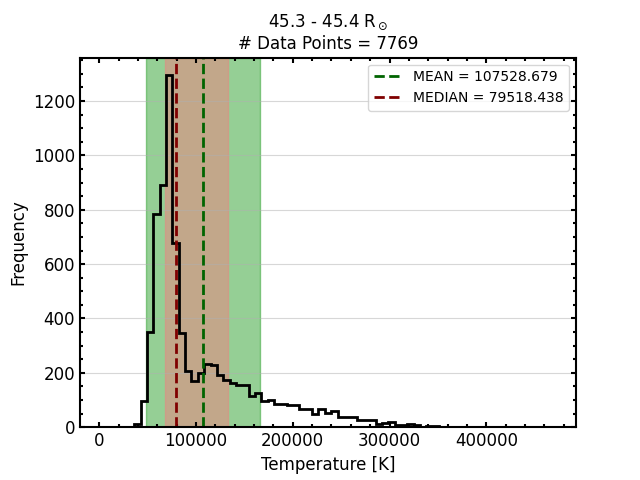 45.3 - 45.4 R⊙
# Data Points = 7769
MEAN = 107528.679
MEDIAN = 79518.438
Frequency
1200
1000
800
600
400
200
0
0 100000 200000 300000 400000
Temperature [K]